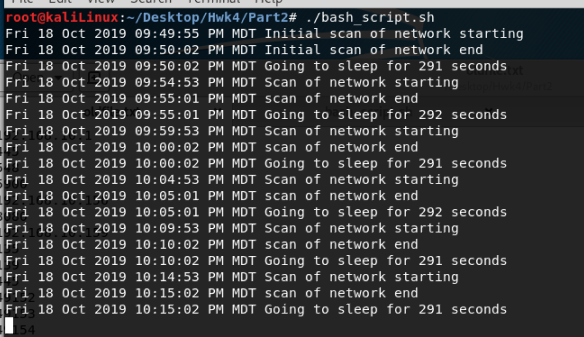 File Edit View Search Terminal Help
root@kaliLinux:~/Desktop/Hwk4/Part2# ./bash_script.sh
Fri 18 Oct 2019 09:49:55 PM MDT Initial scan of network starting
Fri 18 Oct 2019 09:50:02 PM MDT Initial scan of network end
Fri 18 Oct 2019 09:50:02 PM MDT Going to sleep for 291 seconds
Fri 18 Oct 2019 09:54:53 PM MDT Scan of network starting
Fri 18 Oct 2019 09:55:01 PM MDT scan of network end
Fri 18 Oct 2019 09:55:01 PM MDT Going to sleep for 292 seconds
Fri 18 Oct 2019 09:59:53 PM MDT Scan of network starting
Fri 18 Oct 2019 10:00:02 PM MDT scan of network end
Fri 18 Oct 2019 10:00:02 PM MDT Going to sleep for 291 seconds
Fri 18 Oct 2019 10:04:53 PM MDT Scan of network starting
Fri 18 Oct 2019 10:05:01 PM MDT scan of network end
Fri 18 Oct 2019 10:05:01 PM MDT Going to sleep for 292 seconds
Fri 18 Oct 2019 10:09:53 PM MDT Scan of network starting
Fri 18 Oct 2019 10:10:02 PM MDT scan of network end
Fri 18 Oct 2019 10:10:02 PM MDT Going to sleep for 291 seconds
Fri 18 Oct 2019 10:14:53 PM MDT Scan of network starting
Fri 18 Oct 2019 10:15:02 PM MDT scan of network end
Fri 18 Oct 2019 10:15:02 PM MDT Going to sleep for 291 seconds